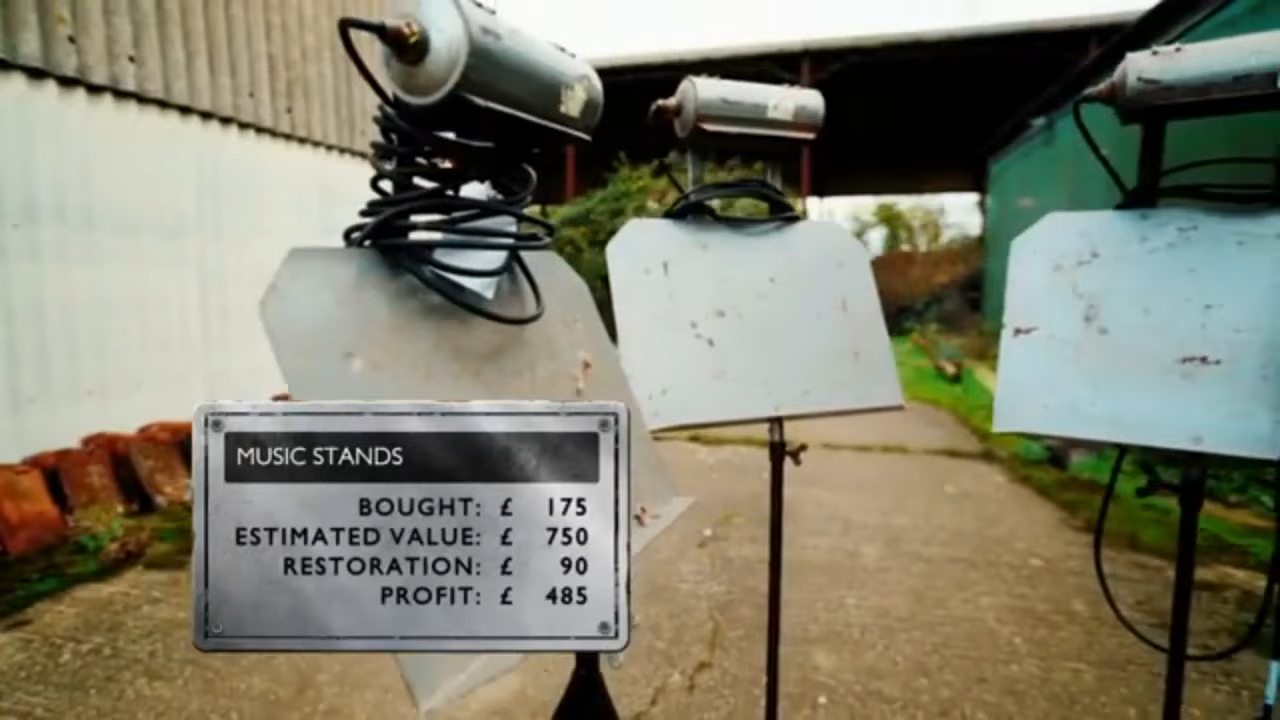 MUSIC STANDS
BOUGHT: £ 175
ESTIMATED VALUE: £ 750
RESTORATION: £ 90
PROFIT: £ 485